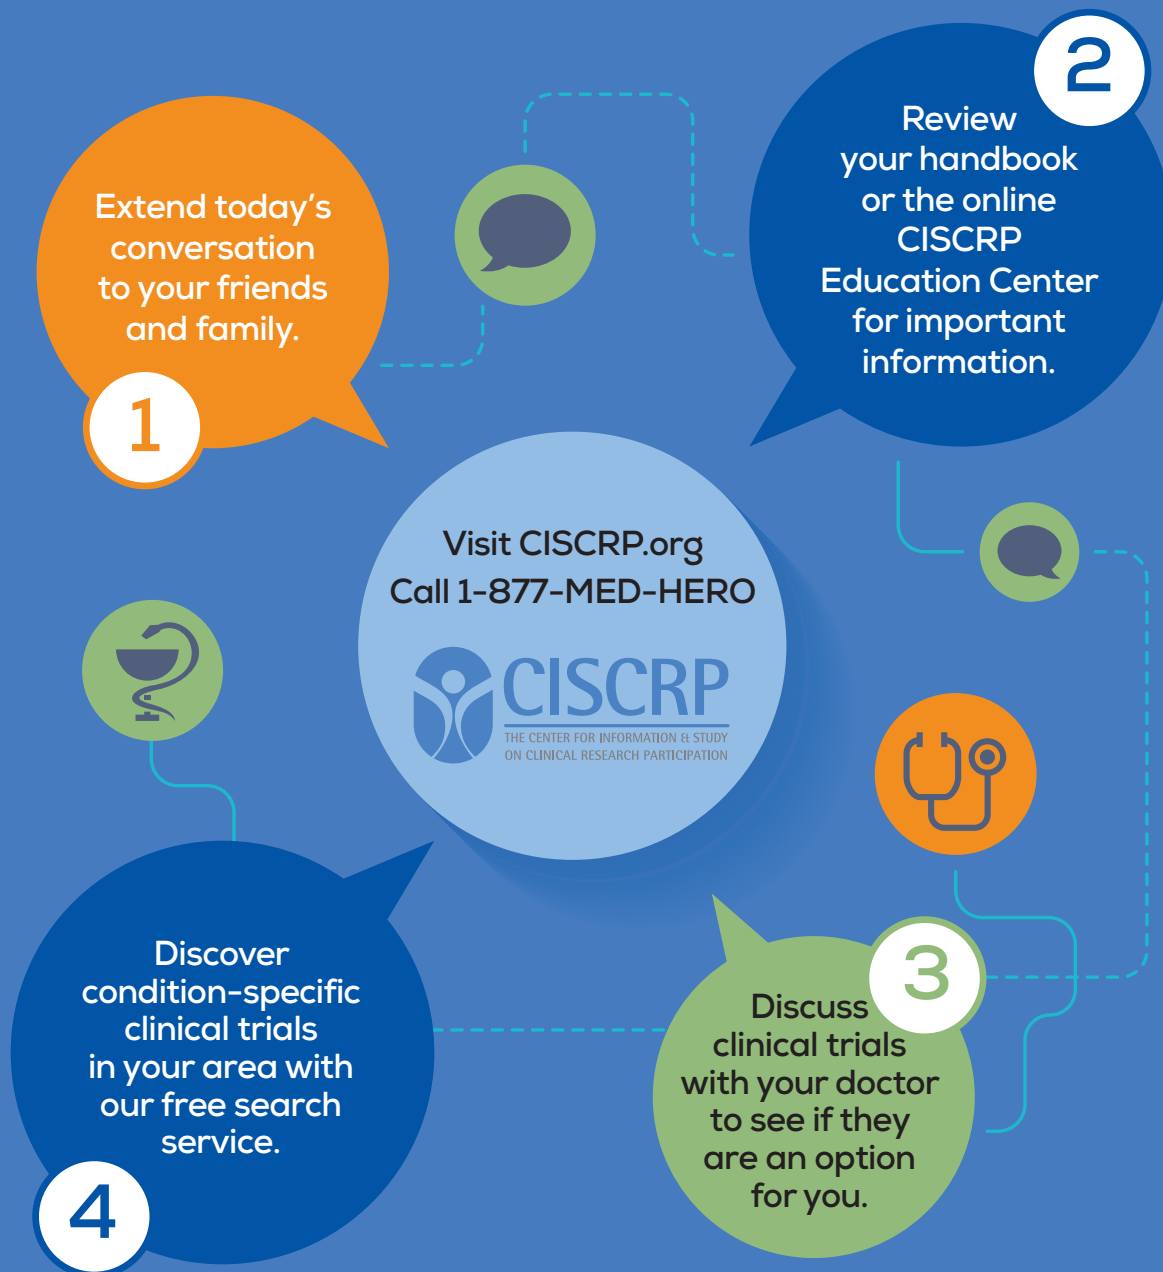 1
Extend today's
conversation
to your friends
and family.
2
Review
your handbook
or the online
CISCRP
Education Center
for important
information.
Visit CISCRP.org
Call 1-877-MED-HERO
CISCRP
THE CENTER FOR INFORMATION & STUDY
ON CLINICAL RESEARCH PARTICIPATION
3
Discuss
clinical trials
with your doctor
to see if they
are an option
for you.
4
Discover
condition-specific
clinical trials
in your area with
our free search
service.